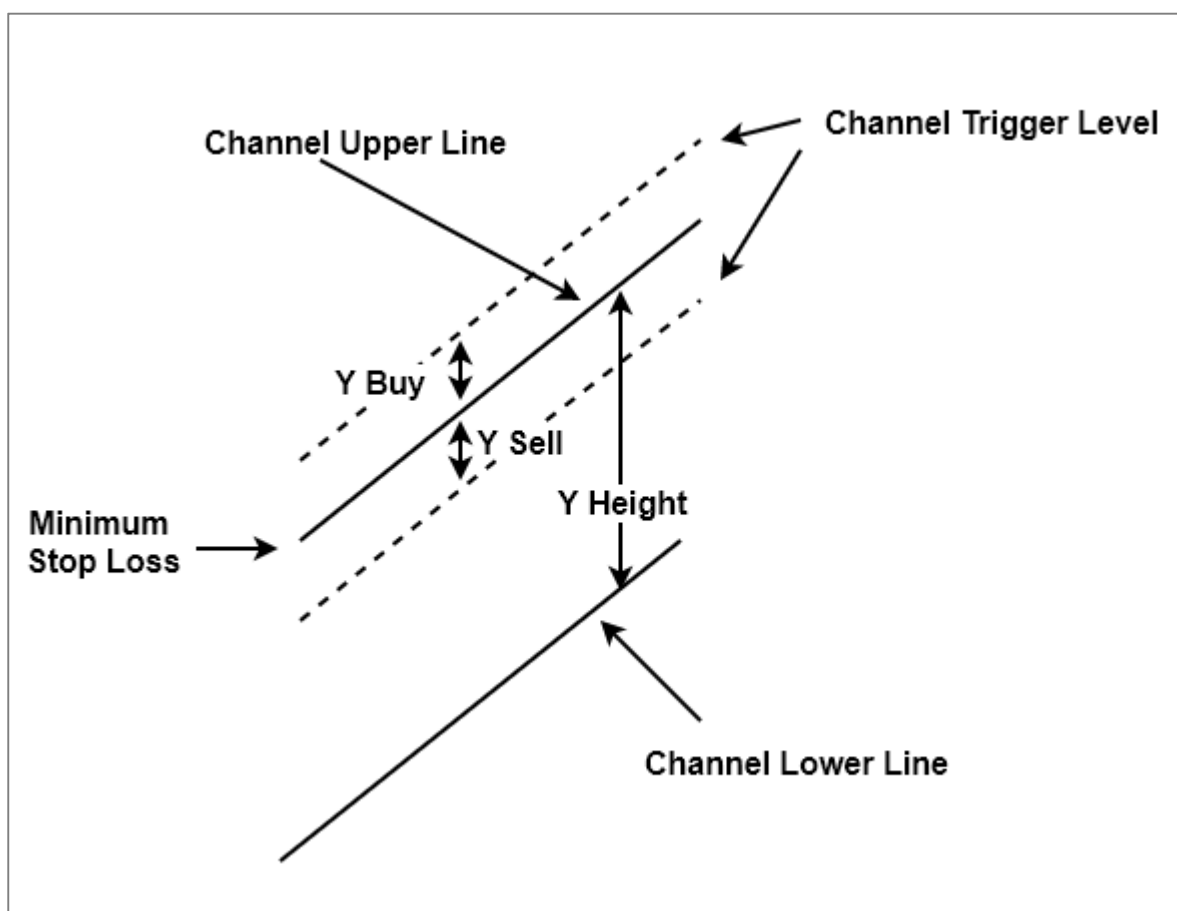 Channel Trigger Level
Channel Upper Line
Y Buy
Y Sell
Y Height
Minimum
Stop Loss
Channel Lower Line